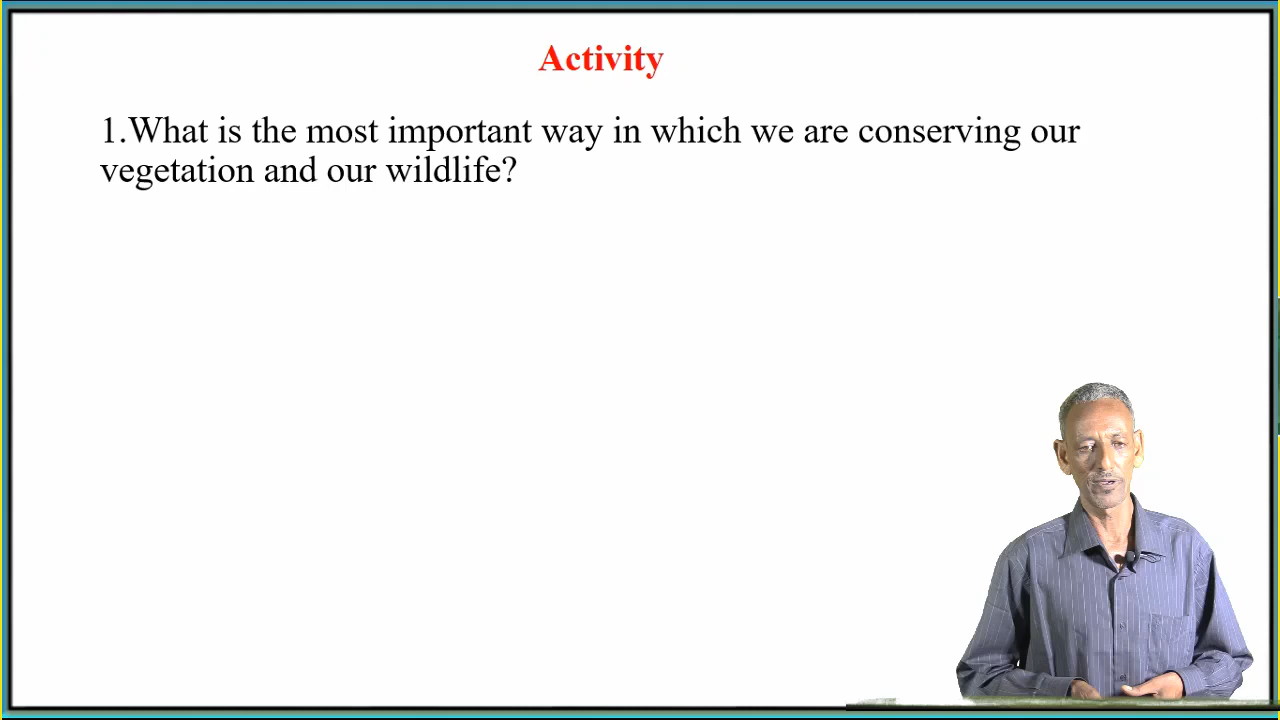 Activity
1.What is the most important way in which we are conserving our
vegetation and our wildlife?